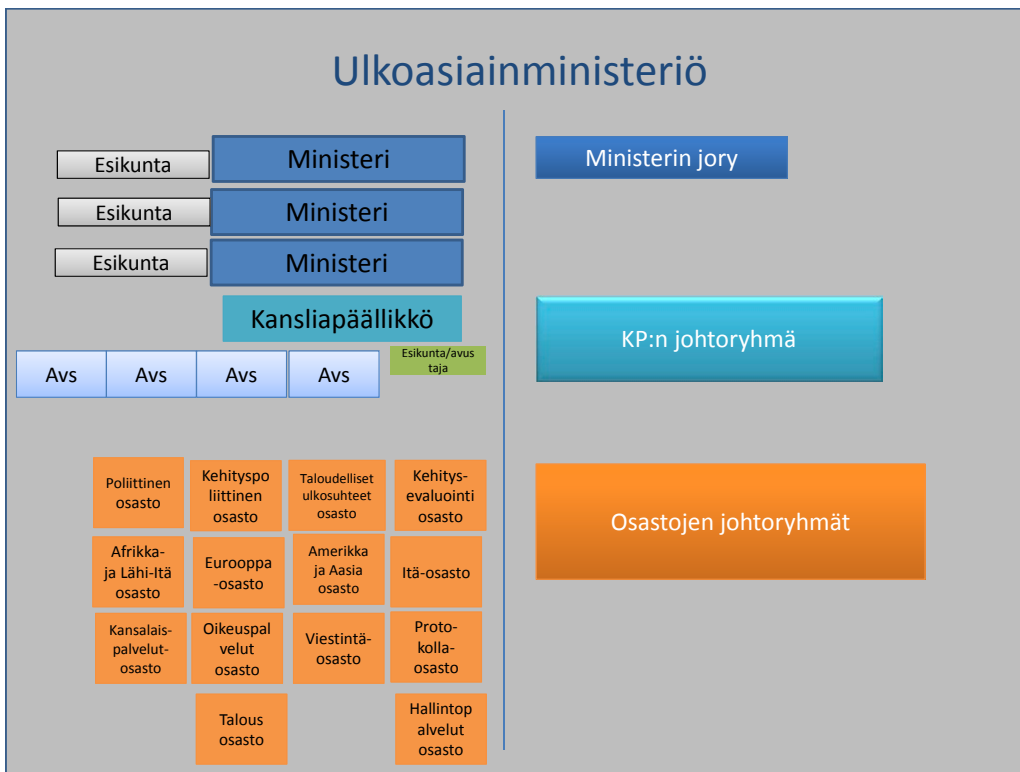 Ulkoasiainministeriö
Esikunta
Ministeri
Esikunta
Ministeri
Esikunta
Ministeri
Kansliapäällikkö
Avs
Avs
Avs
Avs
Esikunta/avus
taja
Poliittinen
osasto
Kehityspo
liittinen
osasto
Taloudelliset
ulkosuhteet
osasto
Kehitys-
evaluointi
osasto
Afrikka-
ja Lähi-Itä
osasto
Eurooppa
-osasto
Amerikka
ja Aasia
osasto
Itä-osasto
Kansalais-
palvelut-
osasto
Oikeuspal
velut
osasto
Viestintä-
osasto
Proto-
kolla-
osasto
Talous
osasto
Hallintop
alvelut
osasto
Ministerin jory
KP:n johtoryhmä
Osastojen johtoryhmät